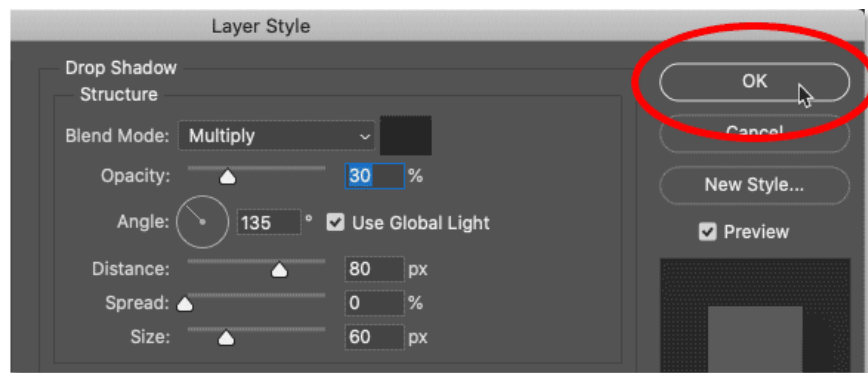 Layer Style
Drop Shadow
Structure
Blend Mode: Multiply
Opacity: 30 %
Angle: 135 ° Use Global Light
Distance: 80 px
Spread: 0 %
Size: 60 px
OK
Cancel
New Style...
Preview